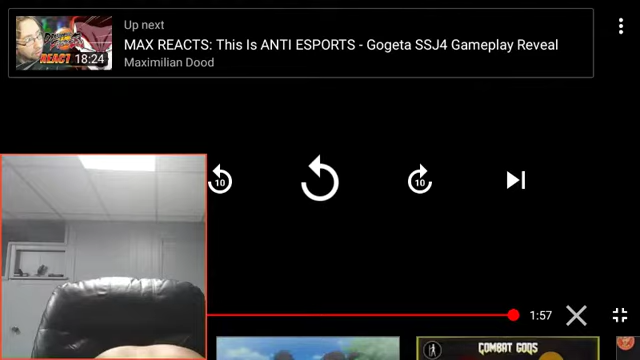 Up next
MAX REACTS: This Is ANTI ESPORTS - Gogeta SSJ4 Gameplay Reveal
Maximilian Dood
REACT
18:24
10
10
1:57
COMBAT GODS